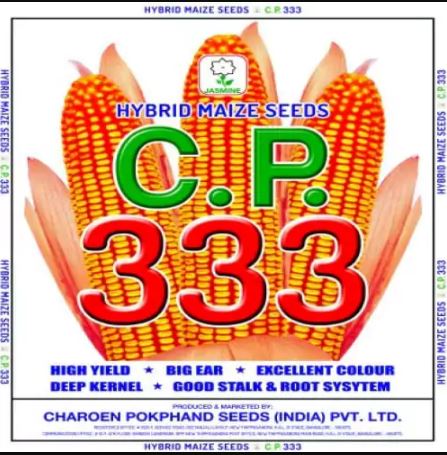 HYBRID MAIZE SEEDS C.P. 333
JASMINE
HYBRID MAIZE SEEDS
C.P.
333
HIGH YIELD ★ BIG EAR ★ EXCELLENT COLOUR
DEEP KERNEL ★ GOOD STALK & ROOT SYSYTEM
PRODUCED & MARKETED BY:
CHAROEN POKPHAND SEEDS (INDIA) PVT. LTD.
HYBRID MAIZE SEEDS C.P. 333
HYBRID MAIZE SEEDS C.P. 333
HYBRID MAIZE SEEDS C.P. 333
HYBRID MAIZE SEEDS C.P. 333
HYBRID MAIZE SEEDS C.P. 333